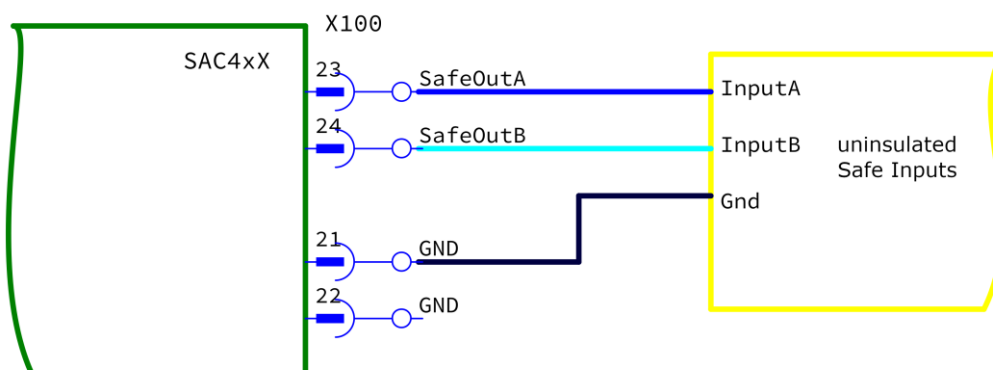 X100
SAC4xX
23
SafeOutA
InputA
24
SafeOutB
InputB
uninsulated
Safe Inputs
Gnd
21
GND
22
GND